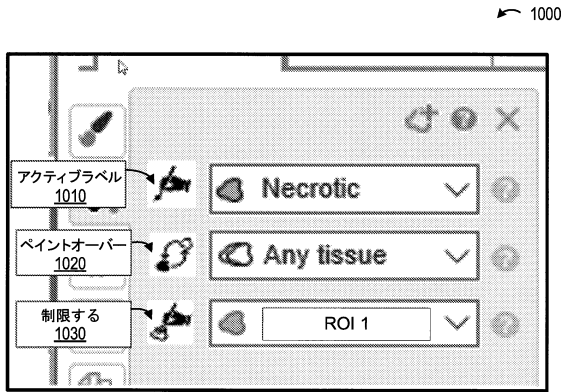 1000
アクティブラベル
1010
Necrotic
ペイントオーバー
1020
Any tissue
制限する
1030
ROI 1